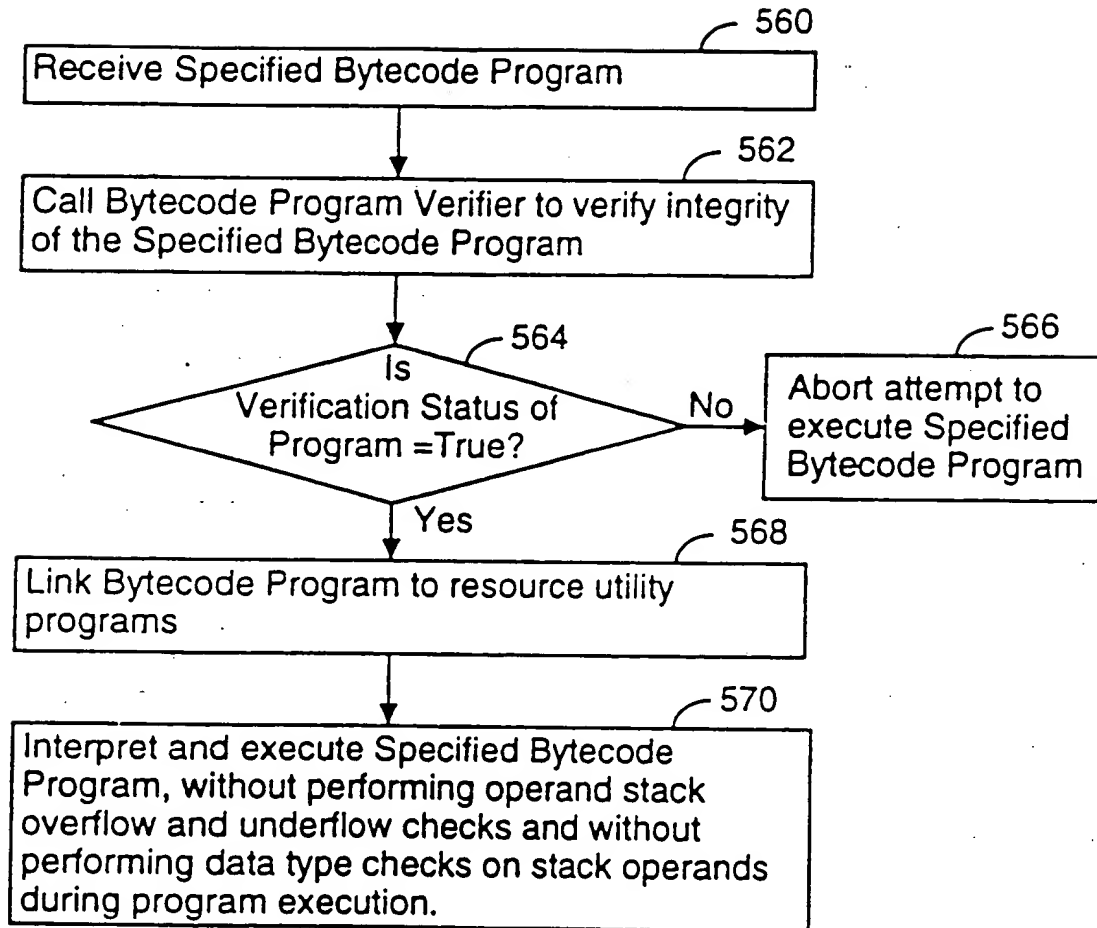 560
Receive Specified Bytecode Program
562
Call Bytecode Program Verifier to verify integrity
of the Specified Bytecode Program
564
Is
Verification Status of
Program =True?
No
566
Abort attempt to
execute Specified
Bytecode Program
Yes
568
Link Bytecode Program to resource utility
programs
570
Interpret and execute Specified Bytecode
Program, without performing operand stack
overflow and underflow checks and without
performing data type checks on stack operands
during program execution.